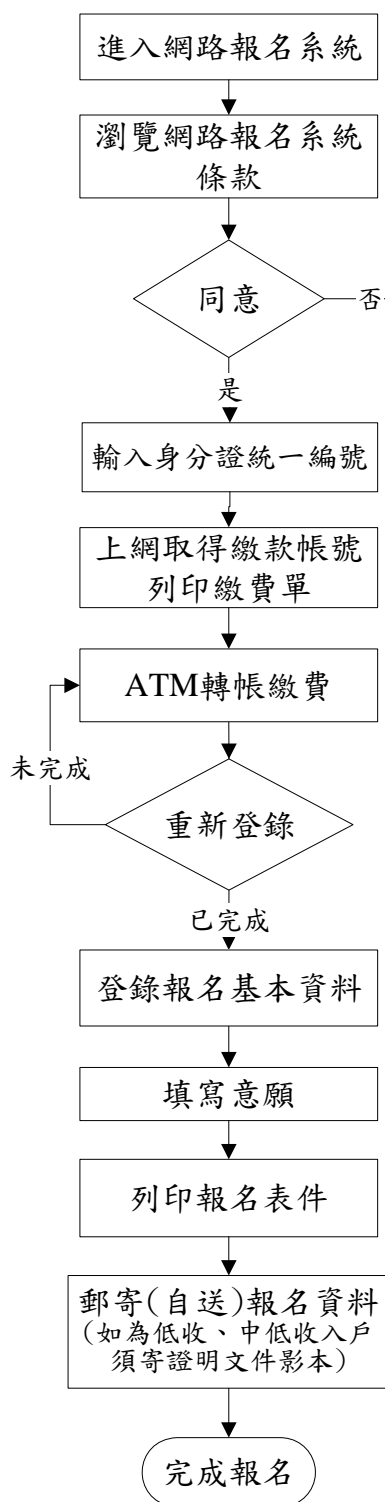 進入網路報名系統
瀏覽網路報名系統
條款
同意
否
是
輸入身分證統一編號
上網取得繳款帳號
列印繳費單
ATM轉帳繳費
未完成
重新登錄
已完成
登錄報名基本資料
填寫意願
列印報名表件
郵寄(自送)報名資料
(如為低收、中低收入戶
須寄證明文件影本)
完成報名